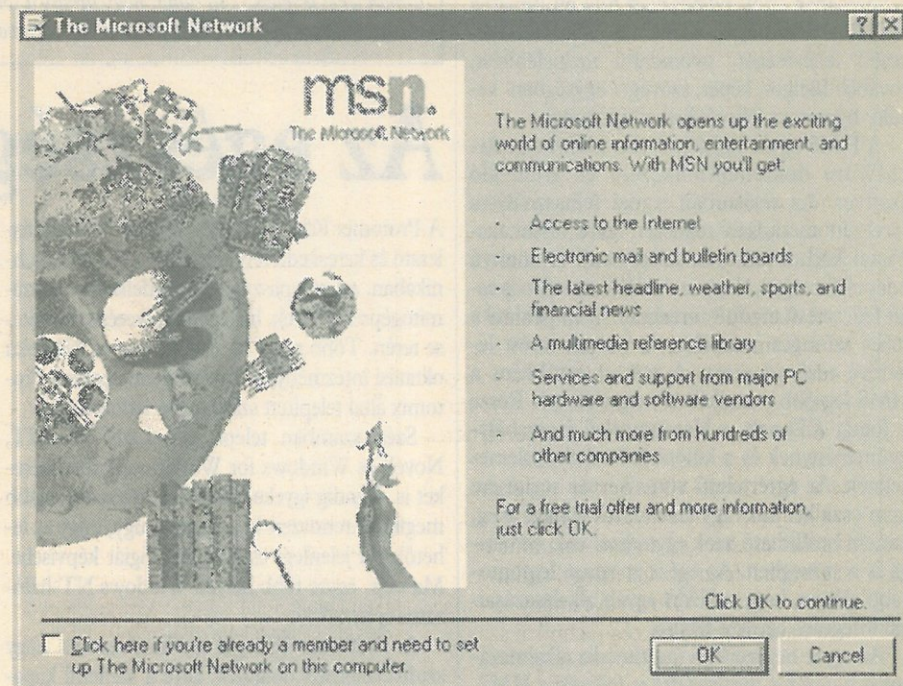 The Microsoft Network
msn.
The Microsoft Network
The Microsoft Network opens up the exciting
world of online information, entertainment, and
communications. With MSN you'll get:
- Access to the Internet
- Electronic mail and bulletin boards
- The latest headline, weather, sports, and
financial news
A multimedia reference library
Services and support from major PC
hardware and software vendors
And much more from hundreds of
other companies
For a free trial offer and more information,
just click OK.
Click OK to continue.
Click here if you're already a member and need to set
up The Microsoft Network on this computer.
OK
Cancel